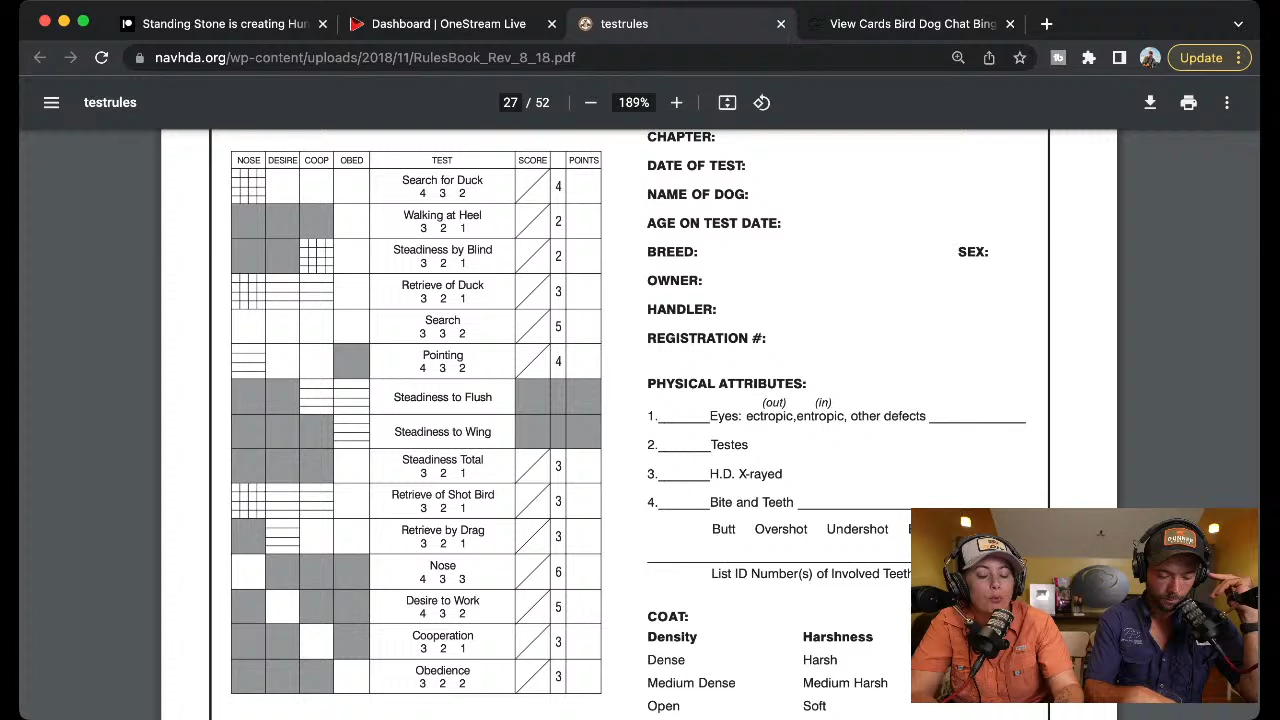 Standing Stone is creating Hun
Dashboard | OneStream Live
testrules
View Cards Bird Dog Chat Bing
navhda.org/wp-content/uploads/2018/11/RulesBook_Rev_8_18.pdf
Update
testrules
27 / 52
189%
NOSE DESIRE COOP OBED TEST SCORE POINTS
Search for Duck
4 3 2
4
Walking at Heel
3 2 1
2
Steadiness by Blind
3 2 1
2
Retrieve of Duck
3 2 1
3
Search
3 3 2
5
Pointing
4 3 2
4
Steadiness to Flush
Steadiness to Wing
Steadiness Total
3 2 1
3
Retrieve of Shot Bird
3 2 1
3
Retrieve by Drag
3 2 1
3
Nose
4 3 3
6
Desire to Work
4 3 2
5
Cooperation
3 2 1
3
Obedience
3 2 2
3
CHAPTER:
DATE OF TEST:
NAME OF DOG:
AGE ON TEST DATE:
BREED: SEX:
OWNER:
HANDLER:
REGISTRATION #:
PHYSICAL ATTRIBUTES:
(out) (in)
1.______Eyes: ectropic,entropic, other defects ____________
2.______Testes
3.______H.D. X-rayed
4.______Bite and Teeth ____________
Butt Overshot Undershot
List ID Number(s) of Involved Teeth
COAT:
Density Harshness
Dense Harsh
Medium Dense Medium Harsh
Open Soft